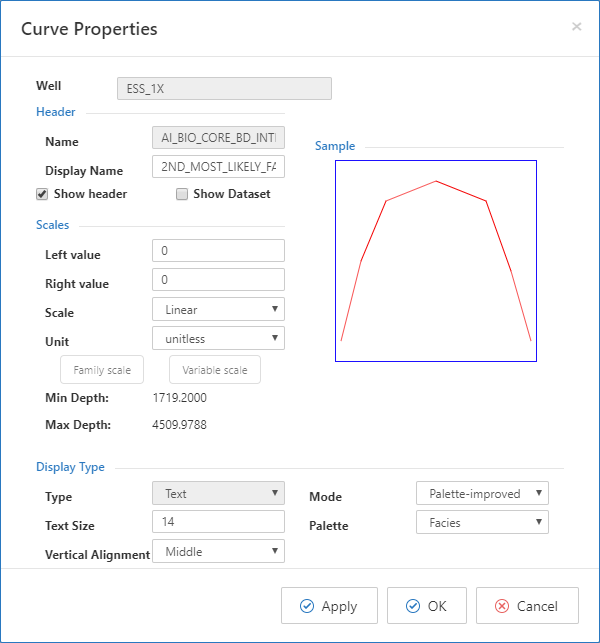 Curve Properties ×
Well ESS_1X
Header
Name AI_BIO_CORE_BD_INTI
Display Name 2ND_MOST_LIKELY_FA
Show header Show Dataset
Sample
Scales
Left value 0
Right value 0
Scale Linear
Unit unitless
Family scale Variable scale
Min Depth: 1719.2000
Max Depth: 4509.9788
Display Type
Type Text Mode Palette-improved
Text Size 14 Palette Facies
Vertical Alignment Middle
Apply OK Cancel